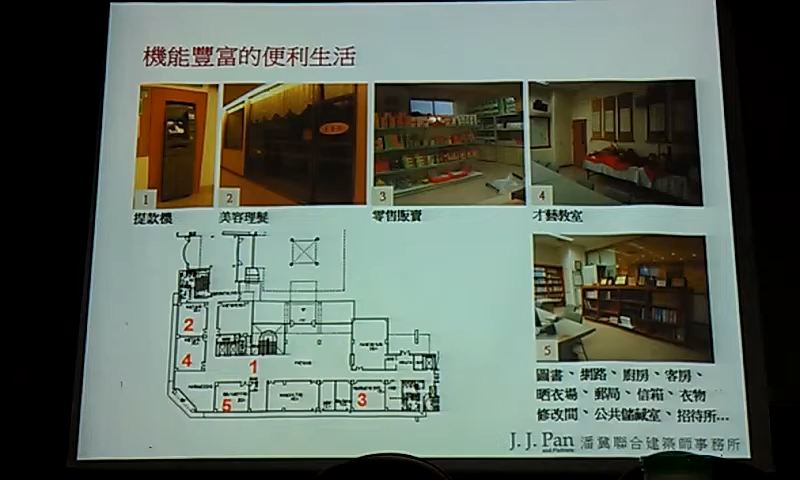 機能豐富的便利生活
1
2
3
4
提款機
美容理髮
零售販賣
才藝教室
2
4
1
5
3
5
圖書、網路、廚房、客房、
晒衣場、郵局、信箱、衣物
修改間、公共儲藏室、招待所...
J. J. Pan
and Partners
潘冀聯合建築師事務所